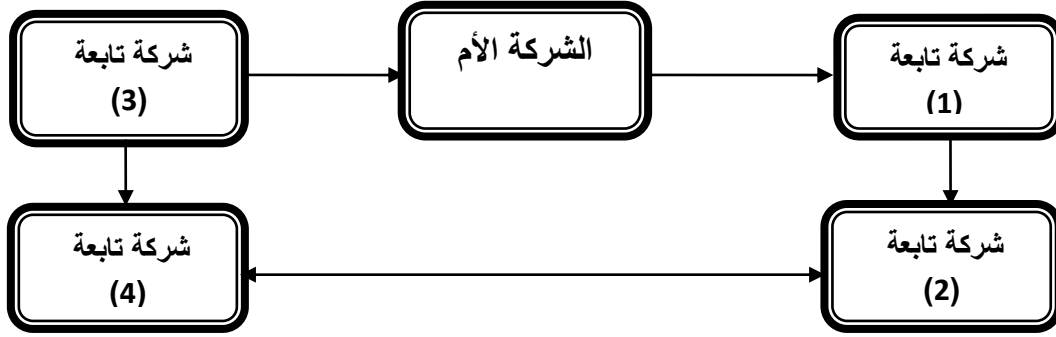 شركة تابعة
(1)
الشركة الأم
شركة تابعة
(3)
شركة تابعة
(2)
شركة تابعة
(4)